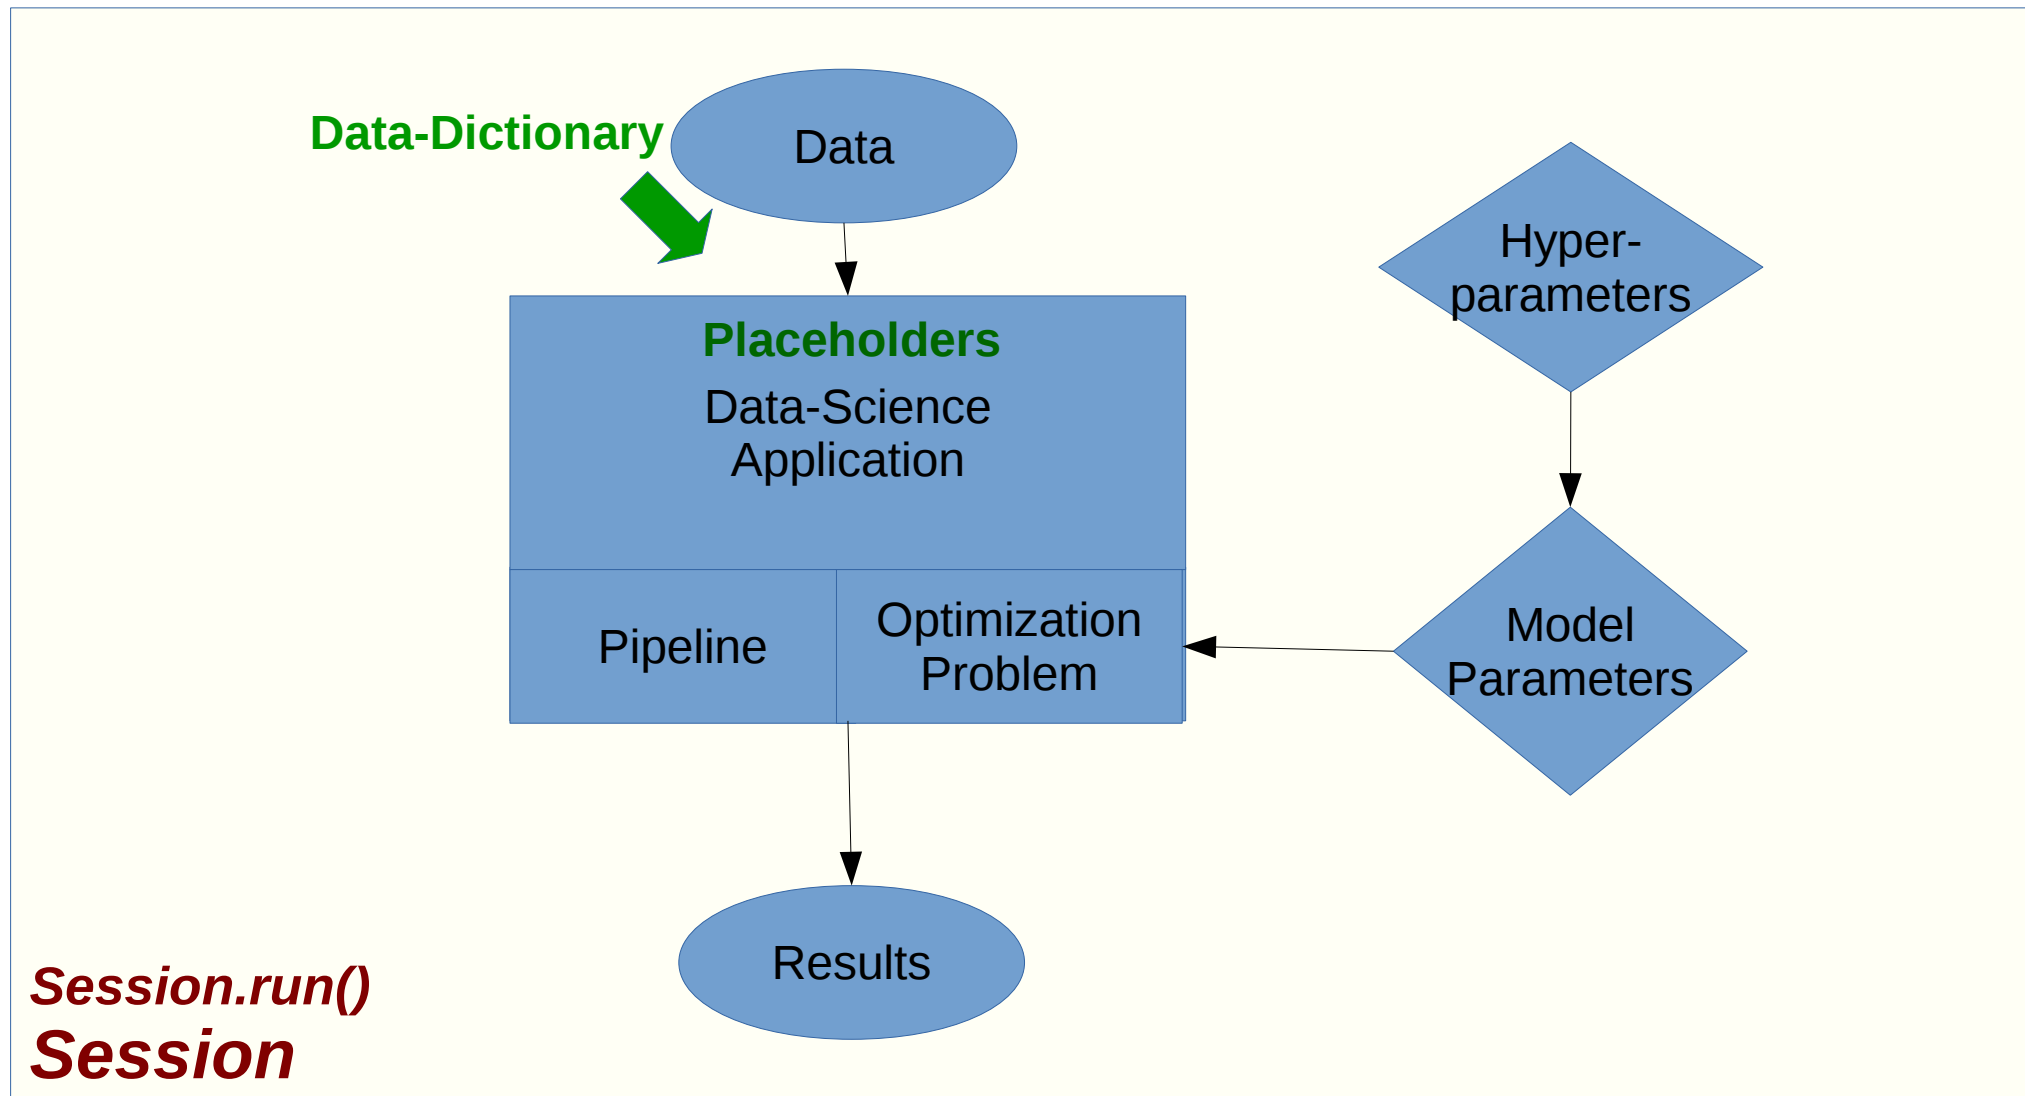 Data-Dictionary
Data
Hyper-
parameters
Placeholders
Data-Science
Application
Pipeline
Optimization
Problem
Model
Parameters
Results
Session.run()
Session